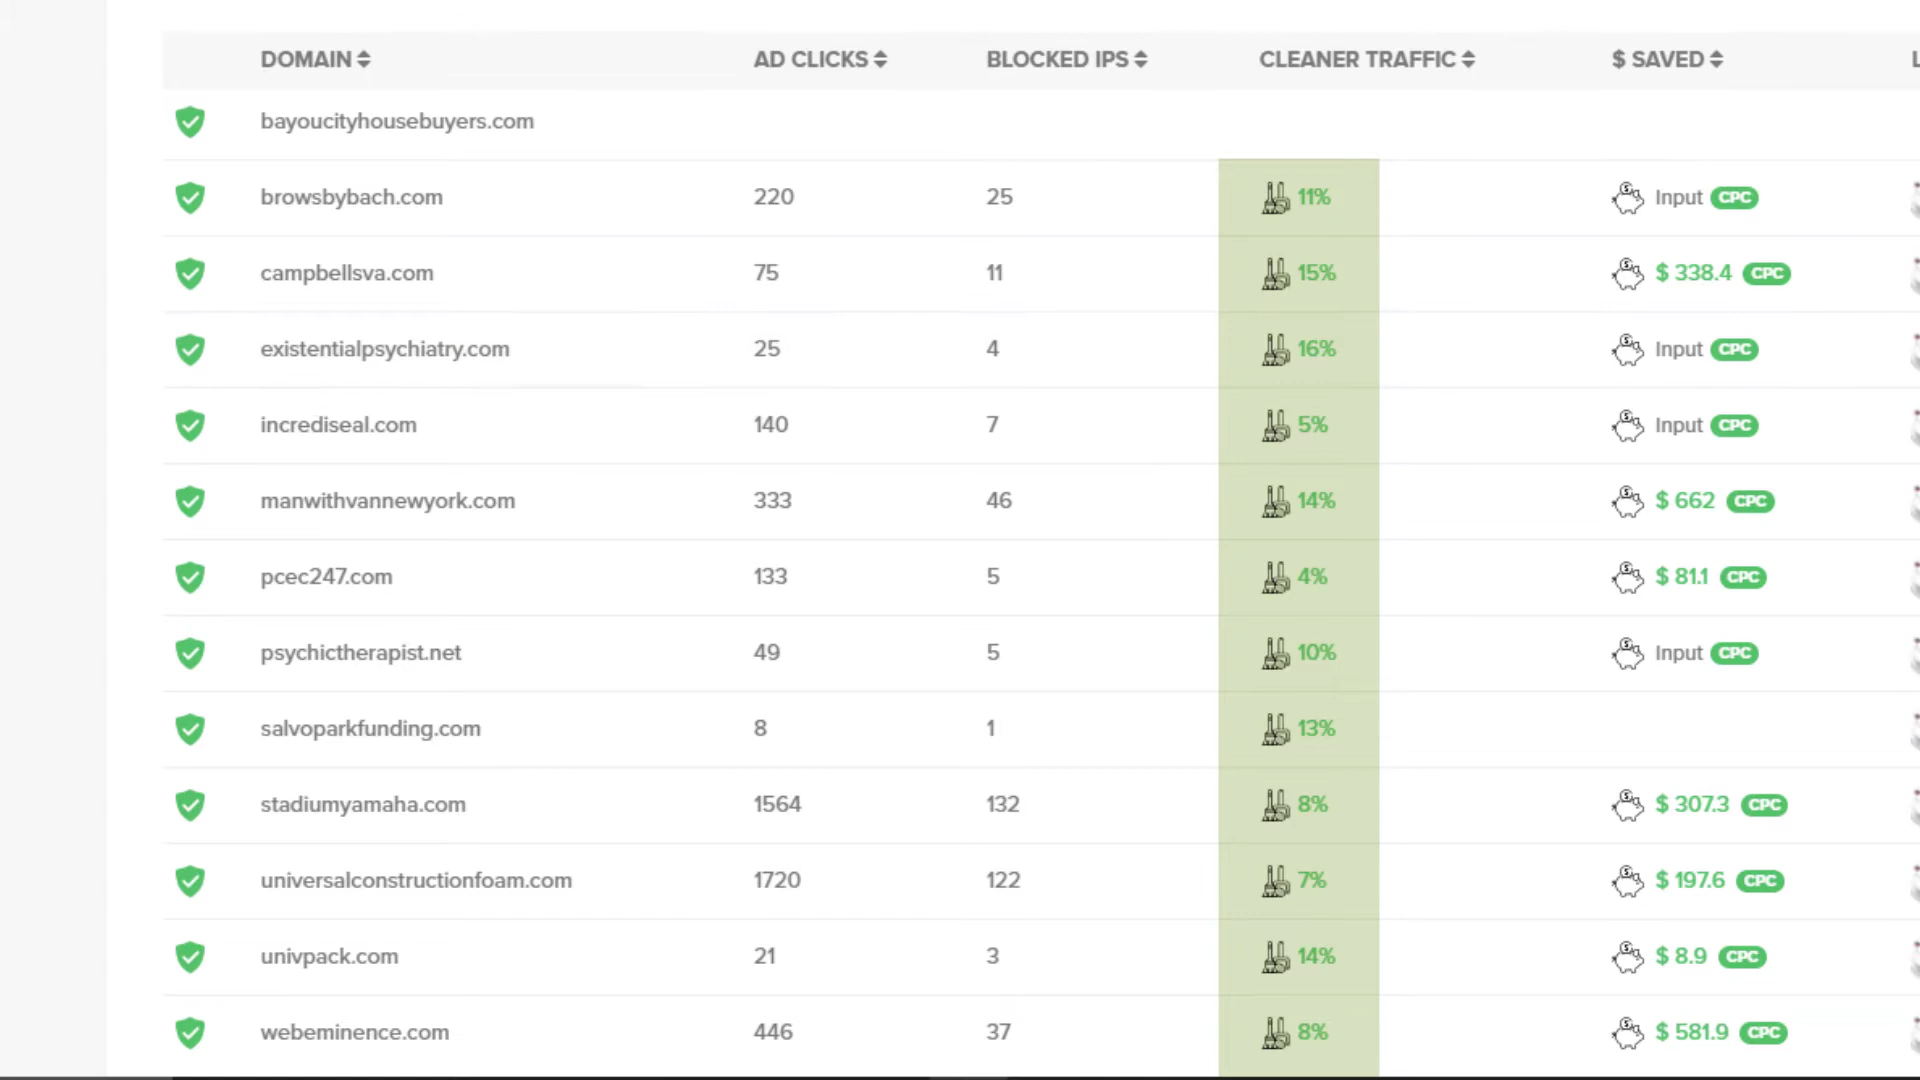 DOMAIN AD CLICKS BLOCKED IPS CLEANER TRAFFIC $ SAVED L
bayoucityhousebuyers.com
browsbybach.com 220 25 11% Input CPC
campbellsva.com 75 11 15% $ 338.4 CPC
existentialpsychiatry.com 25 4 16% Input CPC
incrediseal.com 140 7 5% Input CPC
manwithvannewyork.com 333 46 14% $ 662 CPC
pcec247.com 133 5 4% $ 81.1 CPC
psychictherapist.net 49 5 10% Input CPC
salvoparkfunding.com 8 1 13%
stadiumyamaha.com 1564 132 8% $ 307.3 CPC
universalconstructionfoam.com 1720 122 7% $ 197.6 CPC
univpack.com 21 3 14% $ 8.9 CPC
webeminence.com 446 37 8% $ 581.9 CPC